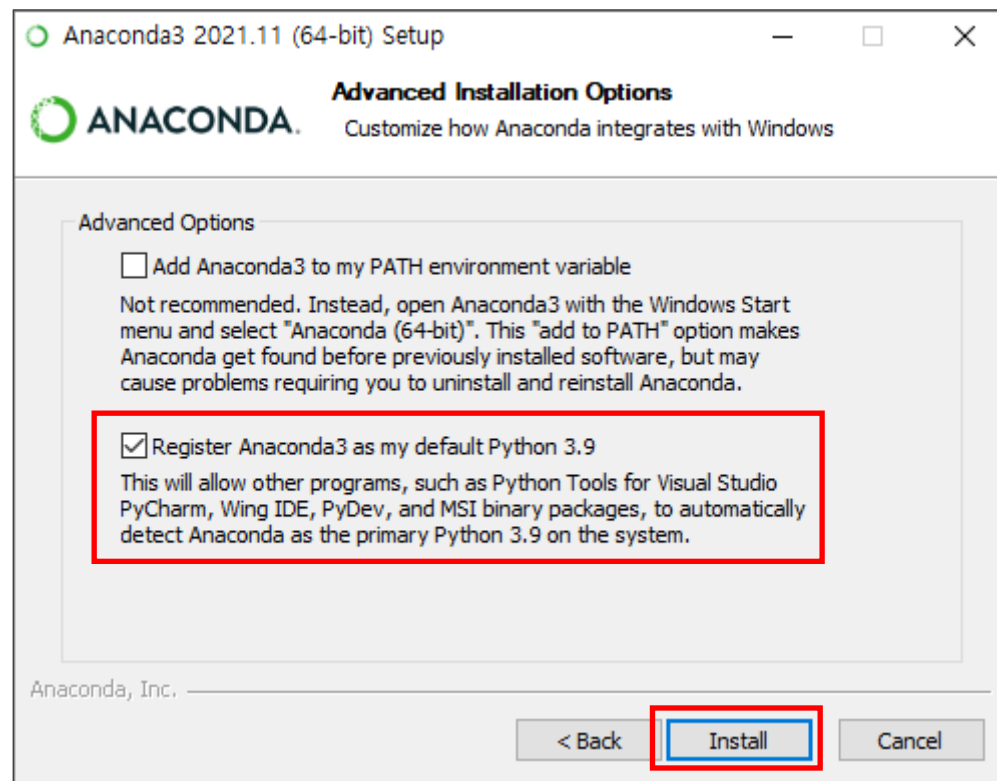 Anaconda3 2021.11 (64-bit) Setup
ANACONDA.
Advanced Installation Options
Customize how Anaconda integrates with Windows
Advanced Options
Add Anaconda3 to my PATH environment variable
Not recommended. Instead, open Anaconda3 with the Windows Start
menu and select "Anaconda (64-bit)". This "add to PATH" option makes
Anaconda get found before previously installed software, but may
cause problems requiring you to uninstall and reinstall Anaconda.
Register Anaconda3 as my default Python 3.9
This will allow other programs, such as Python Tools for Visual Studio
PyCharm, Wing IDE, PyDev, and MSI binary packages, to automatically
detect Anaconda as the primary Python 3.9 on the system.
Anaconda, Inc.
< Back
Install
Cancel